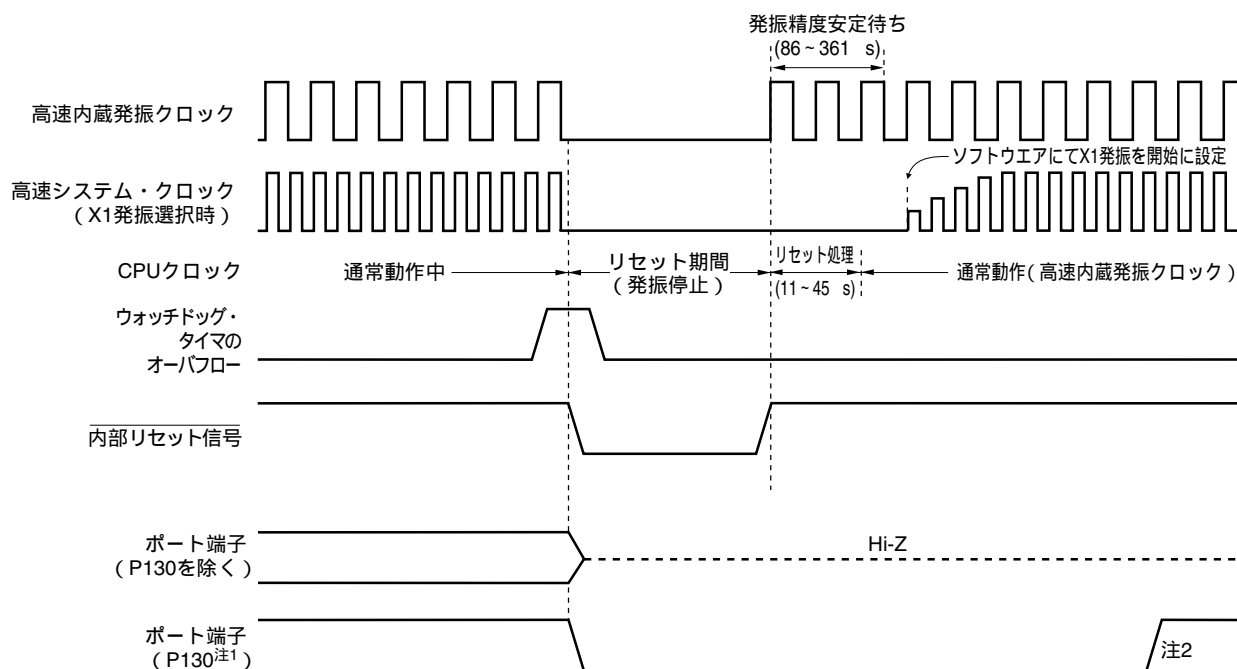 発振精度安定待ち
(86~361 s)
高速内蔵発振クロック
ソフトウエアにてX1発振を開始に設定
高速システム・クロック
(X1発振選択時)
CPUクロック
通常動作中
リセット期間
(発振停止)
リセット処理
(11~45 s)
通常動作(高速内蔵発振クロック)
ウォッチドッグ・
タイマの
オーバフロー
内部リセット信号
ポート端子
(P130を除く)
Hi-Z
ポート端子
(P130注1)
注2